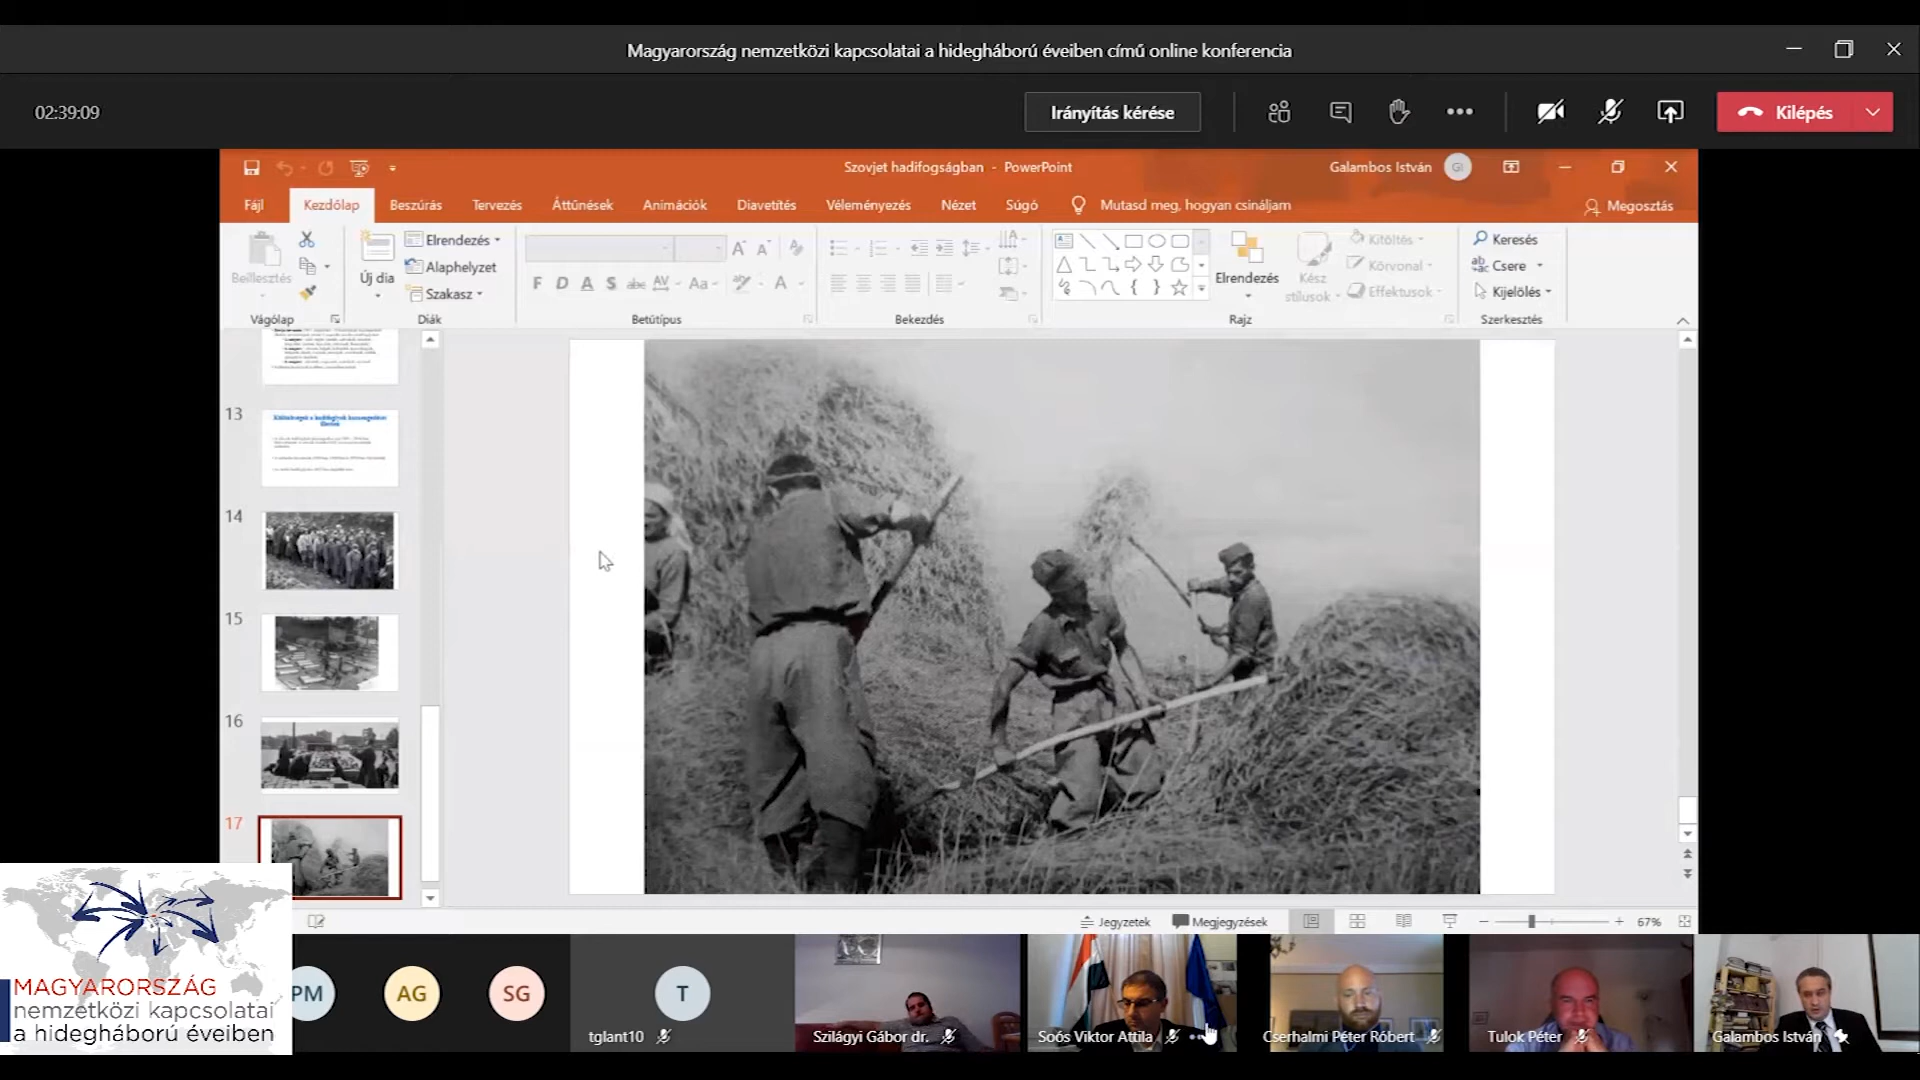 Magyarország nemzetközi kapcsolatai a hidegháború éveiben című online konferencia
02:39:09
Irányítás kérése
Kilépés
Szovjet hadifogságban - PowerPoint
Galambos István
GI
Fájl
Kezdőlap
Beszúrás
Tervezés
Áttűnések
Animációk
Diavetítés
Véleményezés
Nézet
Súgó
Mutasd meg, hogyan csináljam
Megosztás
Beillesztés
Vágólap
Új dia
Elrendezés
Alaphelyzet
Szakasz
Diák
F D A S abc AV Aa A
Betűtípus
Bekezdés
Elrendezés
Kész
stílusok
Kitöltés
Körvonal
Effektusok
Rajz
Keresés
Csere
Kijelölés
Szerkesztés
13
14
15
16
17
Jegyzetek
Megjegyzések
67%
MAGYARORSZÁG
nemzetközi kapcsolatai
a hidegháború éveiben
PM
AG
SG
T
tglant10
Szilágyi Gábor dr.
Soós Viktor Attila
Cserhalmi Péter Róbert
Tulok Péter
Galambos István